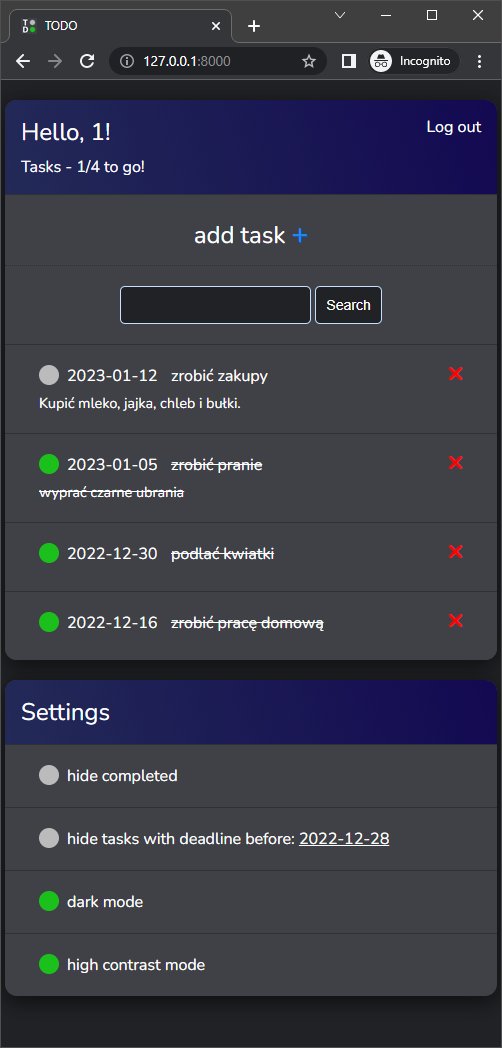 TODO
127.0.0.1:8000
Incognito
Hello, 1!
Log out
Tasks - 1/4 to go!
add task +
Search
2023-01-12 zrobić zakupy
Kupić mleko, jajka, chleb i bułki.
2023-01-05 zrobić pranie
wyprać czarne ubrania
2022-12-30 podlać kwiatki
2022-12-16 zrobić pracę domową
Settings
hide completed
hide tasks with deadline before: 2022-12-28
dark mode
high contrast mode